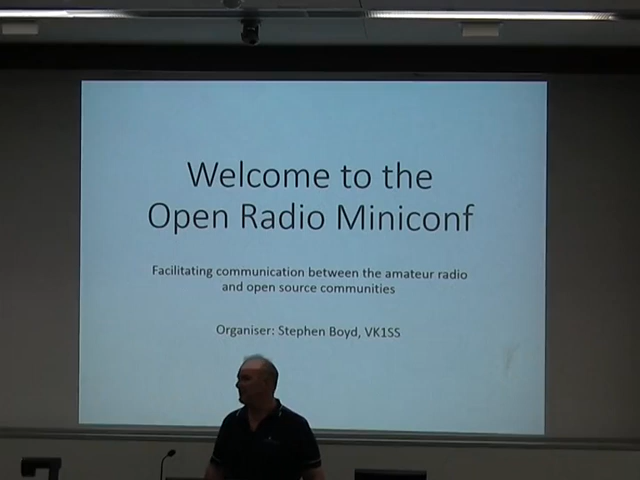 Welcome to the
Open Radio Miniconf
Facilitating communication between the amateur radio
and open source communities
Organiser: Stephen Boyd, VK1SS